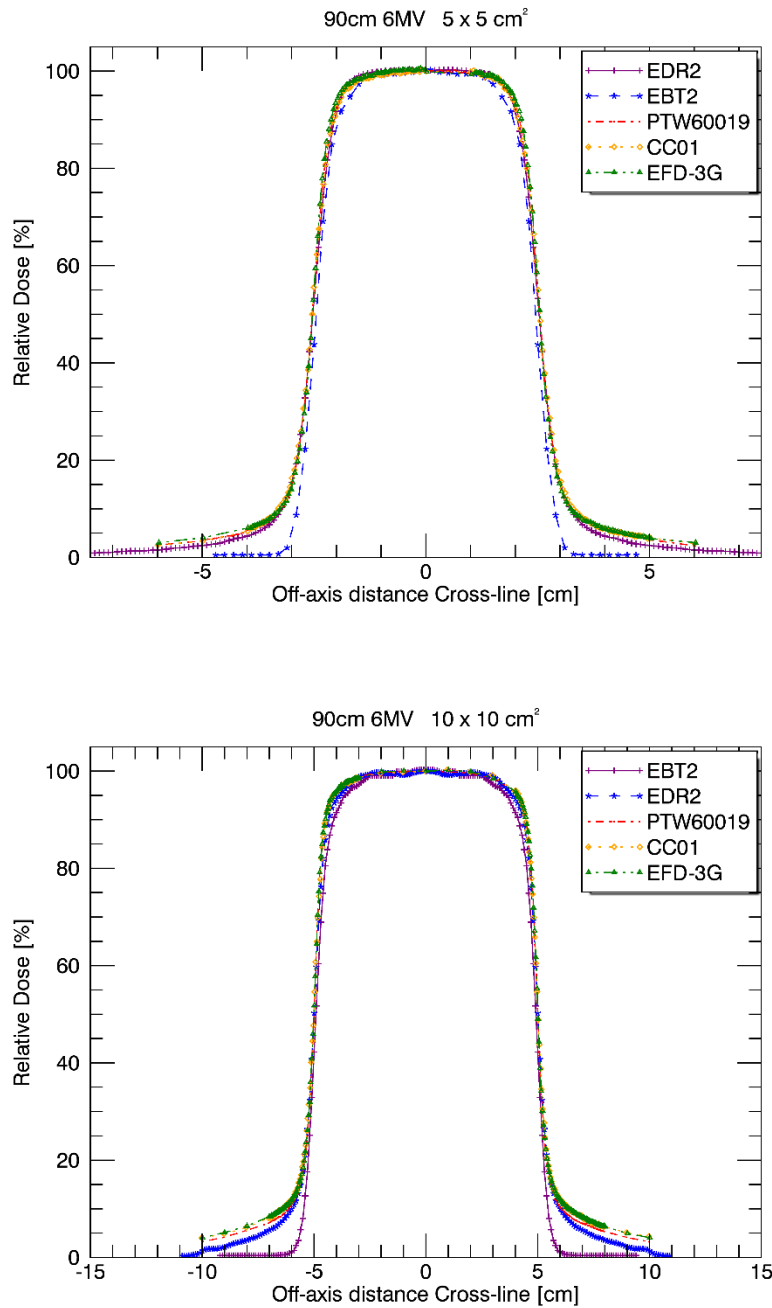 90cm 6MV 5 x 5 cm²
100
80
60
40
20
0
Relative Dose [%]
EDR2
EBT2
PTW60019
CC01
EFD-3G
-5 0 5
Off-axis distance Cross-line [cm]
90cm 6MV 10 x 10 cm²
100
80
60
40
20
0
Relative Dose [%]
EBT2
EDR2
PTW60019
CC01
EFD-3G
-15 -10 -5 0 5 10 15
Off-axis distance Cross-line [cm]